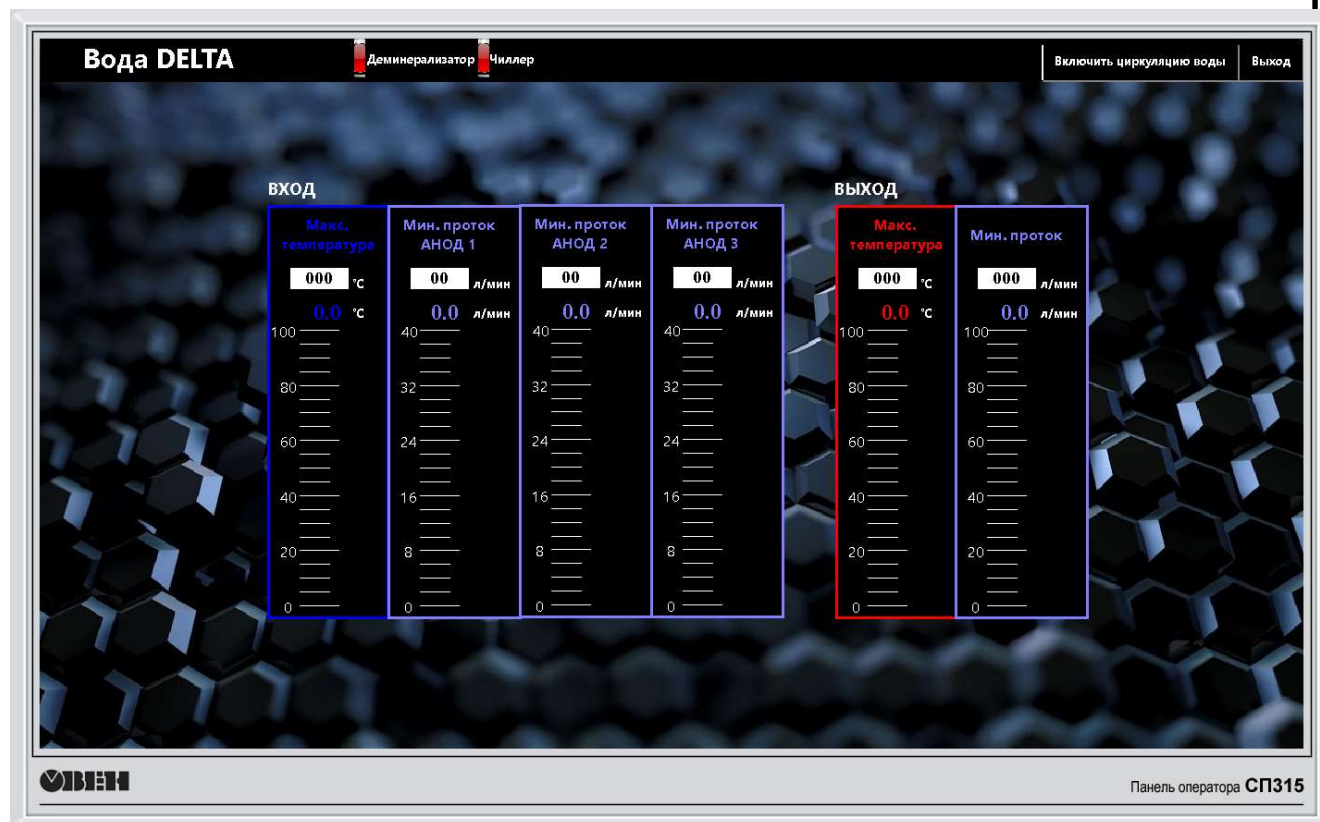 Вода DELTA
Деминерализатор
Чиллер
Включить циркуляцию воды
Выход
ВХОД
Макс.
температура
000 °C
0.0 °C
100
80
60
40
20
0
Мин. проток
АНОД 1
00 л/мин
0.0 л/мин
40
32
24
16
8
0
Мин. проток
АНОД 2
00 л/мин
0.0 л/мин
40
32
24
16
8
0
Мин. проток
АНОД 3
00 л/мин
0.0 л/мин
40
32
24
16
8
0
ВЫХОД
Макс.
температура
000 °C
0.0 °C
100
80
60
40
20
0
Мин. проток
000 л/мин
0.0 л/мин
100
80
60
40
20
0
ОВЕН
Панель оператора СП315